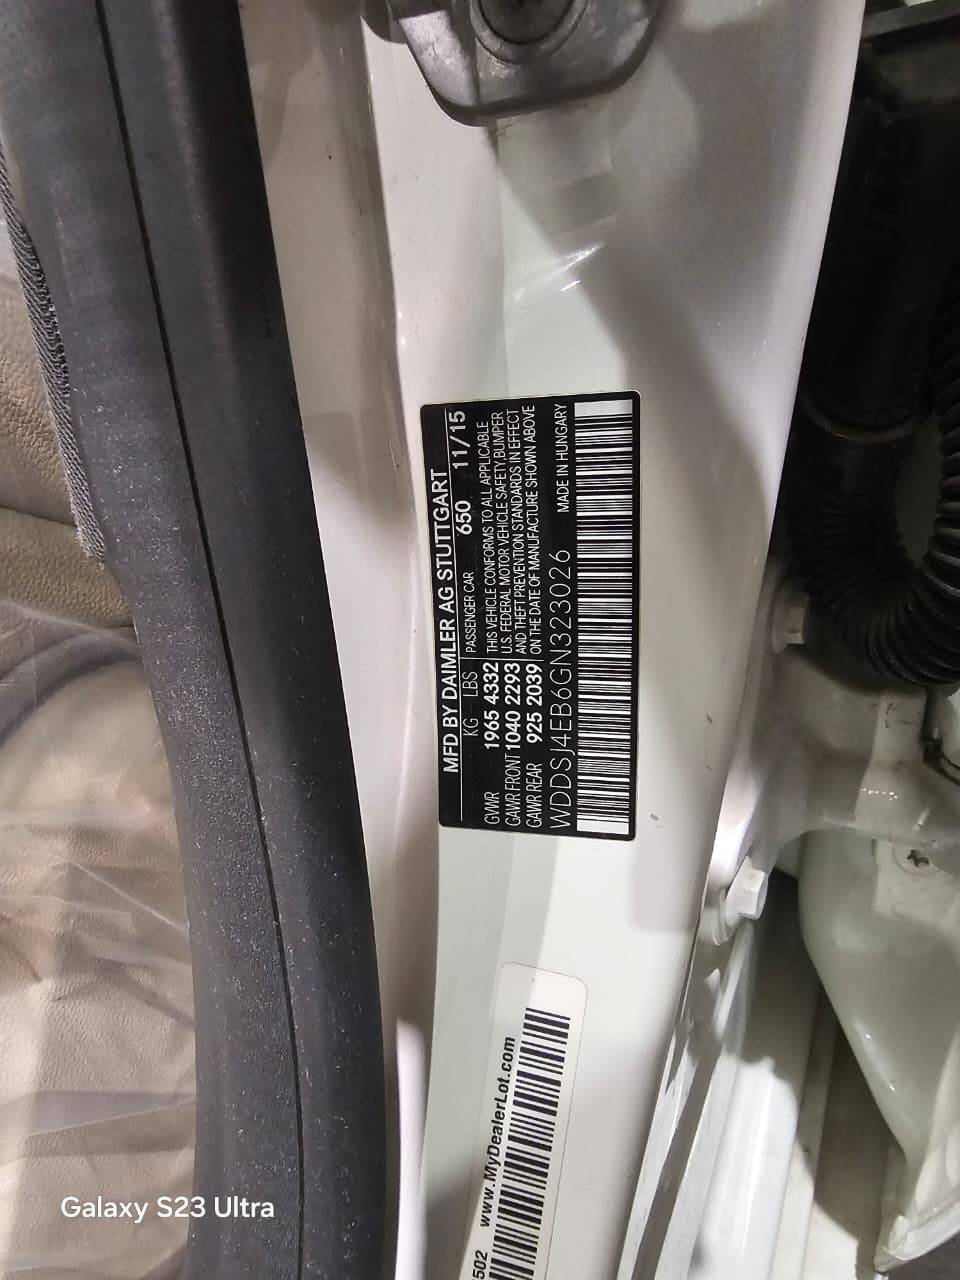 MFD BY DAIMLER AG STUTTGART
KG LBS PASSENGER CAR 650 11/15
GVWR 1965 4332 THIS VEHICLE CONFORMS TO ALL APPLICABLE
GAWR FRONT 1040 2293 U.S. FEDERAL MOTOR VEHICLE SAFETY, BUMPER
GAWR REAR 925 2039 AND THEFT PREVENTION STANDARDS IN EFFECT
ON THE DATE OF MANUFACTURE SHOWN ABOVE
WDDSJ4EB6GN323026 MADE IN HUNGARY
502 www.MyDealerLot.com
Galaxy S23 Ultra